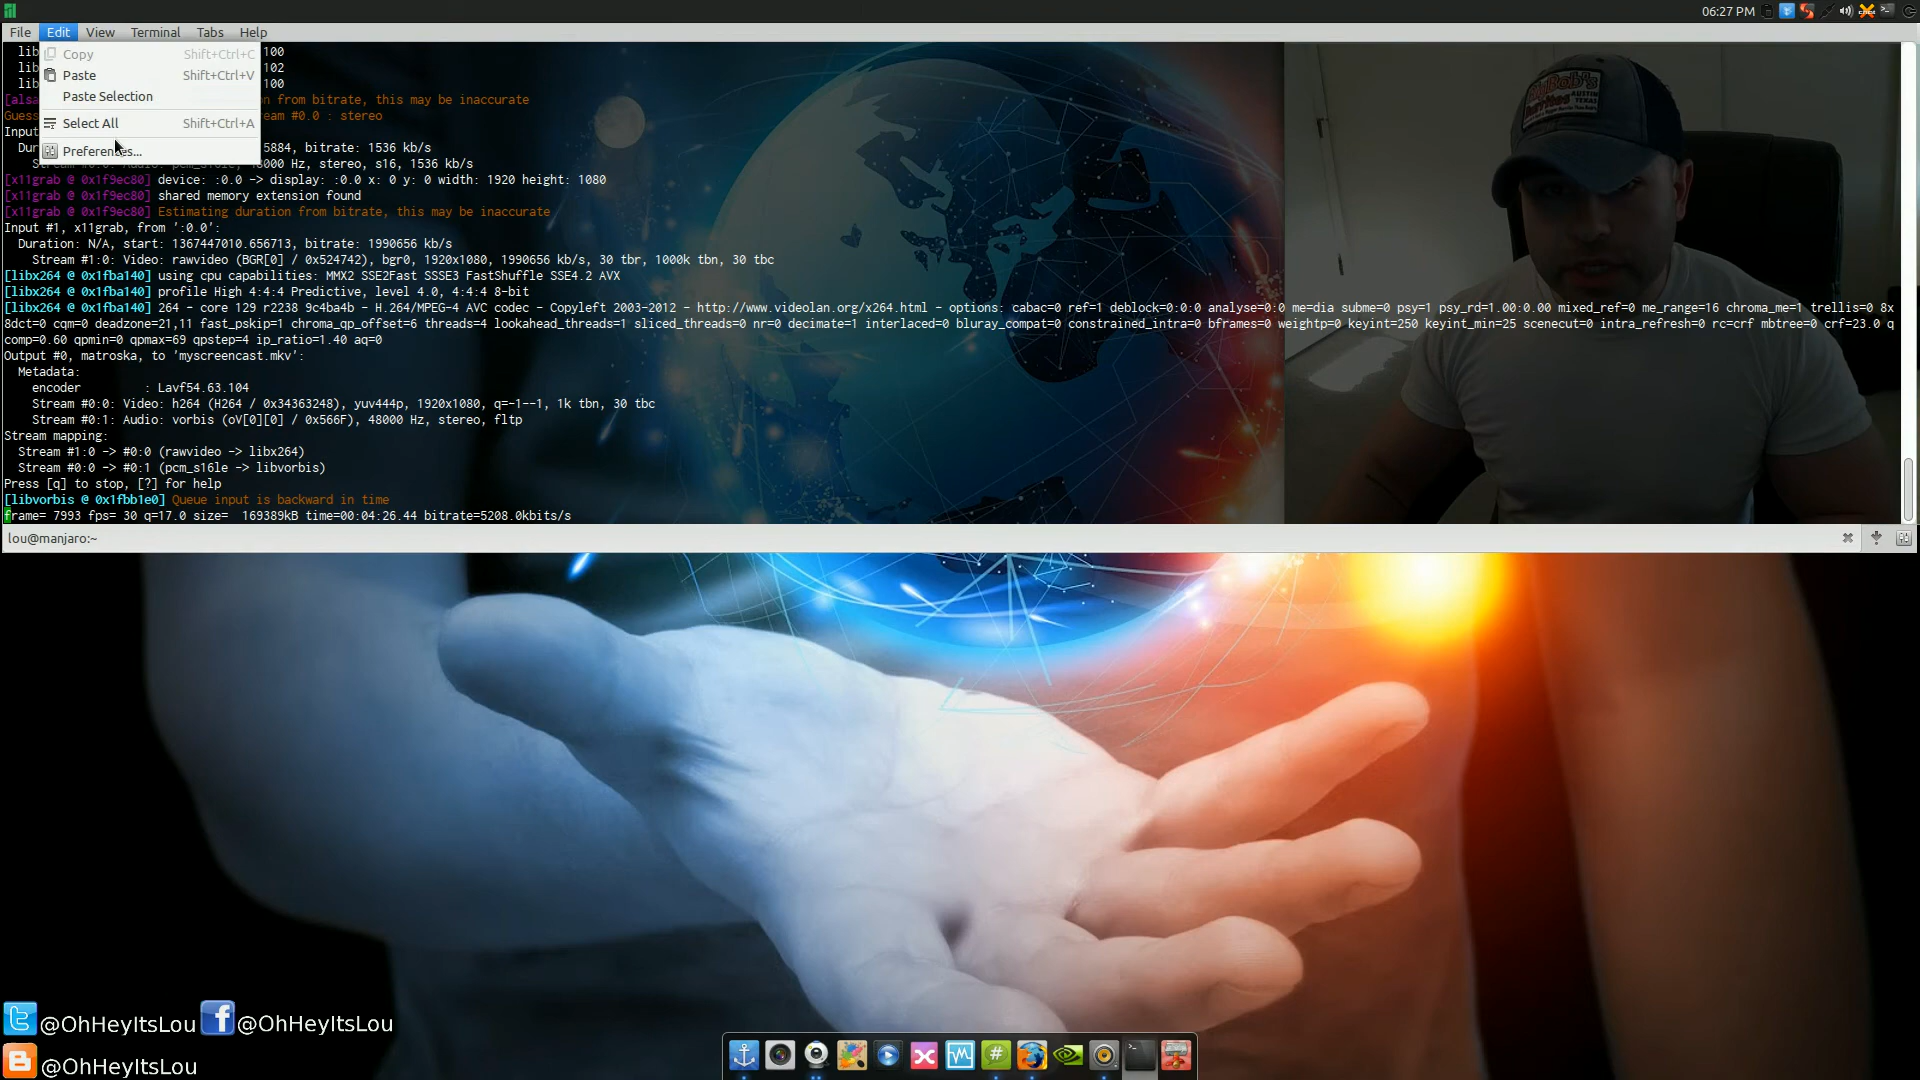 06:27 PM
File Edit View Terminal Tabs Help
Copy Shift+Ctrl+C
Paste Shift+Ctrl+V
Paste Selection
Select All Shift+Ctrl+A
Preferences...
lib 100
lib 102
lib 100
[alsa on from bitrate, this may be inaccurate
Guess ream #0.0 : stereo
Input
Dur 5884, bitrate: 1536 kb/s
000 Hz, stereo, s16, 1536 kb/s
[x11grab @ 0x1f9ec80] device: :0.0 -> display: :0.0 x: 0 y: 0 width: 1920 height: 1080
[x11grab @ 0x1f9ec80] shared memory extension found
[x11grab @ 0x1f9ec80] Estimating duration from bitrate, this may be inaccurate
Input #1, x11grab, from ':0.0':
Duration: N/A, start: 1367447010.656713, bitrate: 1990656 kb/s
Stream #1:0: Video: rawvideo (BGR[0] / 0x524742), bgr0, 1920x1080, 1990656 kb/s, 30 tbr, 1000k tbn, 30 tbc
[libx264 @ 0x1fba140] using cpu capabilities: MMX2 SSE2Fast SSSE3 FastShuffle SSE4.2 AVX
[libx264 @ 0x1fba140] profile High 4:4:4 Predictive, level 4.0, 4:4:4 8-bit
[libx264 @ 0x1fba140] 264 - core 129 r2238 9c4ba4b - H.264/MPEG-4 AVC codec - Copyleft 2003-2012 - http://www.videolan.org/x264.html - options: cabac=0 ref=1 deblock=0:0:0 analyse=0:0 me=dia subme=0 psy=1 psy_rd=1.00:0.00 mixed_ref=0 me_range=16 chroma_me=1 trellis=0 8x
8dct=0 cqm=0 deadzone=21,11 fast_pskip=1 chroma_qp_offset=6 threads=4 lookahead_threads=1 sliced_threads=0 nr=0 decimate=1 interlaced=0 bluray_compat=0 constrained_intra=0 bframes=0 weightp=0 keyint=250 keyint_min=25 scenecut=0 intra_refresh=0 rc=crf mbtree=0 crf=23.0 q
comp=0.60 qpmin=0 qpmax=69 qpstep=4 ip_ratio=1.40 aq=0
Output #0, matroska, to 'myscreencast.mkv':
Metadata:
encoder : Lavf54.63.104
Stream #0:0: Video: h264 (H264 / 0x34363248), yuv444p, 1920x1080, q=-1--1, 1k tbn, 30 tbc
Stream #0:1: Audio: vorbis (oV[0][0] / 0x566F), 48000 Hz, stereo, fltp
Stream mapping:
Stream #1:0 -> #0:0 (rawvideo -> libx264)
Stream #0:0 -> #0:1 (pcm_s16le -> libvorbis)
Press [q] to stop, [?] for help
[libvorbis @ 0x1fbb1e0] Queue input is backward in time
frame= 7993 fps= 30 q=17.0 size= 169389kB time=00:04:26.44 bitrate=5208.0kbits/s
lou@manjaro:~
@OhHeyItsLou @OhHeyItsLou
@OhHeyItsLou